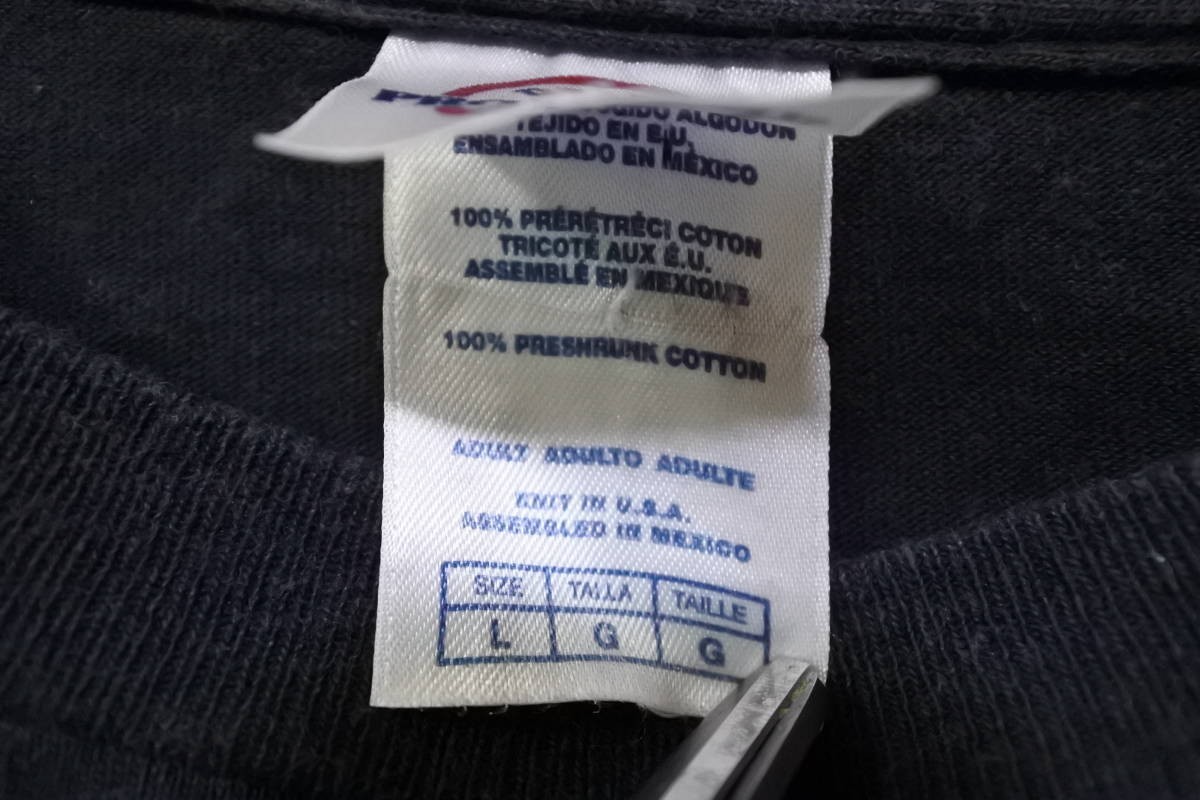 ALGODON
TEJIDO EN E.U.
ENSAMBLADO EN MÉXICO
100% PRÉRÉTRÉCI COTON
TRICOTÉ AUX É.U.
ASSEMBLÉ EN MEXIQUE
100% PRESHRUNK COTTON
ADULT ADULTO ADULTE
KNIT IN U.S.A.
ASSEMBLED IN MEXICO
SIZE TALLA TAILLE
L G G